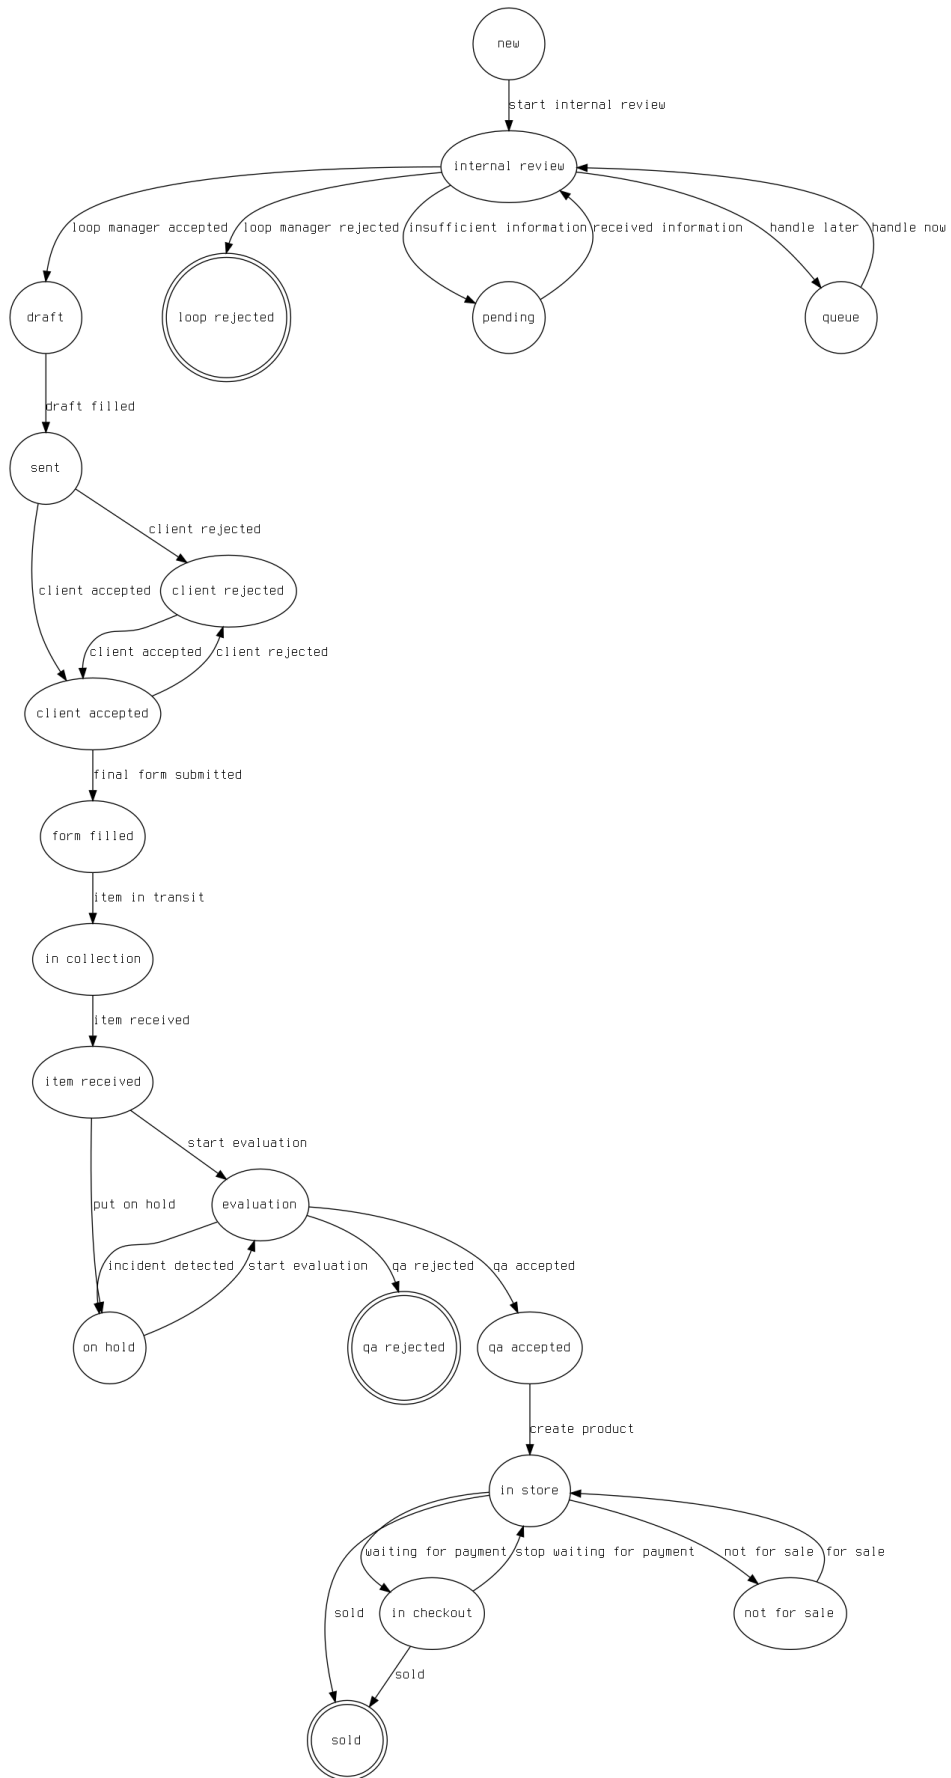 new
start internal review
internal review
loop manager accepted
loop manager rejected
insufficient information
received information
handle later
handle now
draft
loop rejected
pending
queue
draft filled
sent
client rejected
client accepted
client rejected
client accepted
client rejected
client accepted
final form submitted
form filled
item in transit
in collection
item received
item received
start evaluation
put on hold
evaluation
incident detected
start evaluation
qa rejected
qa accepted
on hold
qa rejected
qa accepted
create product
in store
waiting for payment
stop waiting for payment
not for sale
for sale
sold
in checkout
not for sale
sold
sold